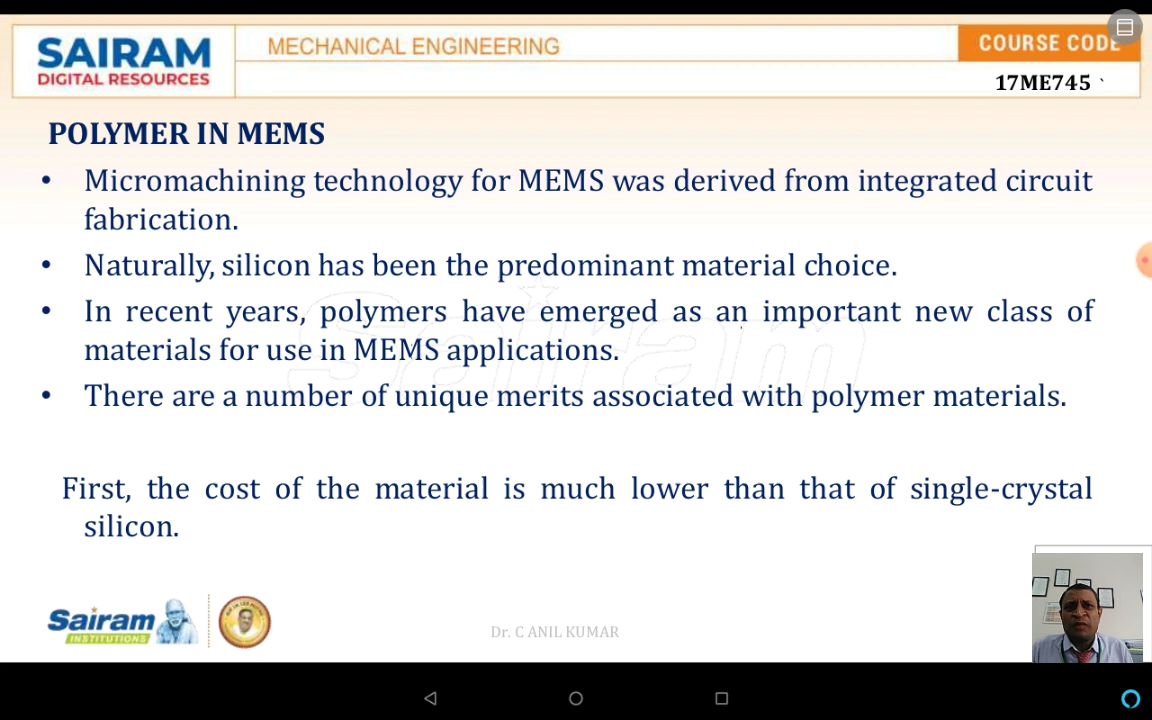 SAIRAM
DIGITAL RESOURCES
MECHANICAL ENGINEERING
COURSE CODE
17ME745 `
POLYMER IN MEMS
• Micromachining technology for MEMS was derived from integrated circuit
fabrication.
• Naturally, silicon has been the predominant material choice.
• In recent years, polymers have emerged as an important new class of
materials for use in MEMS applications.
• There are a number of unique merits associated with polymer materials.
Sairam
First, the cost of the material is much lower than that of single-crystal
silicon.
Sairam
INSTITUTIONS
Dr. C ANIL KUMAR